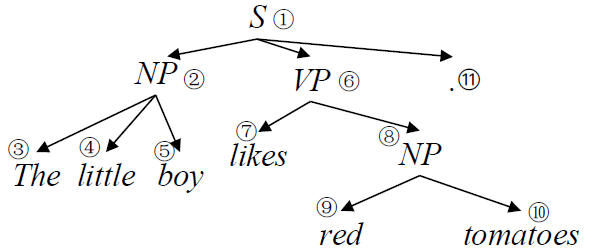 S ①
NP ② VP ⑥ . ⑪
③ ④ ⑤ ⑦ ⑧
The little boy likes NP
⑨ ⑩
red tomatoes